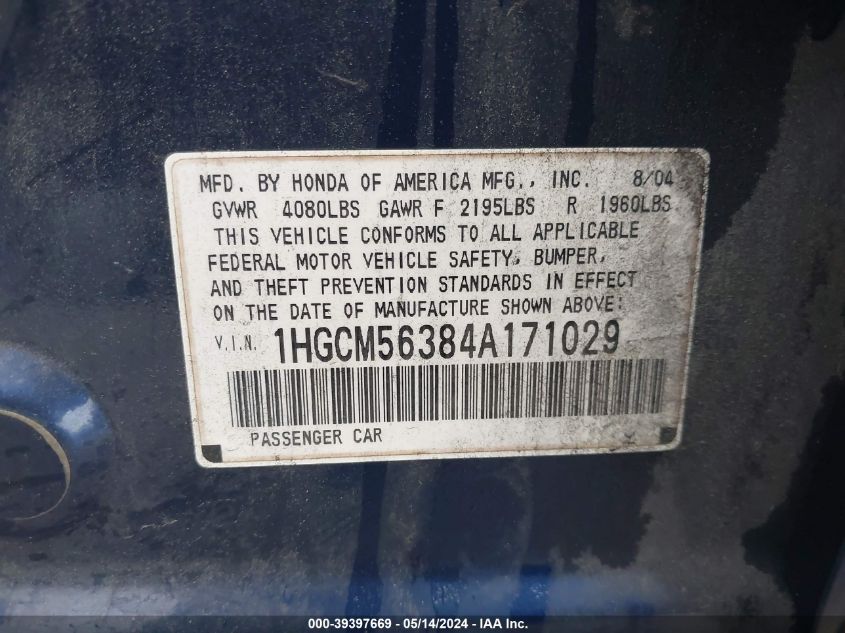 MFD. BY HONDA OF AMERICA MFG., INC. 8/04
GVWR 4080LBS GAWR F 2195LBS R 1960LBS
THIS VEHICLE CONFORMS TO ALL APPLICABLE
FEDERAL MOTOR VEHICLE SAFETY, BUMPER,
AND THEFT PREVENTION STANDARDS IN EFFECT
ON THE DATE OF MANUFACTURE SHOWN ABOVE:
V.I.N. 1HGCM56384A171029
PASSENGER CAR
000-39397669 - 05/14/2024 - IAA Inc.